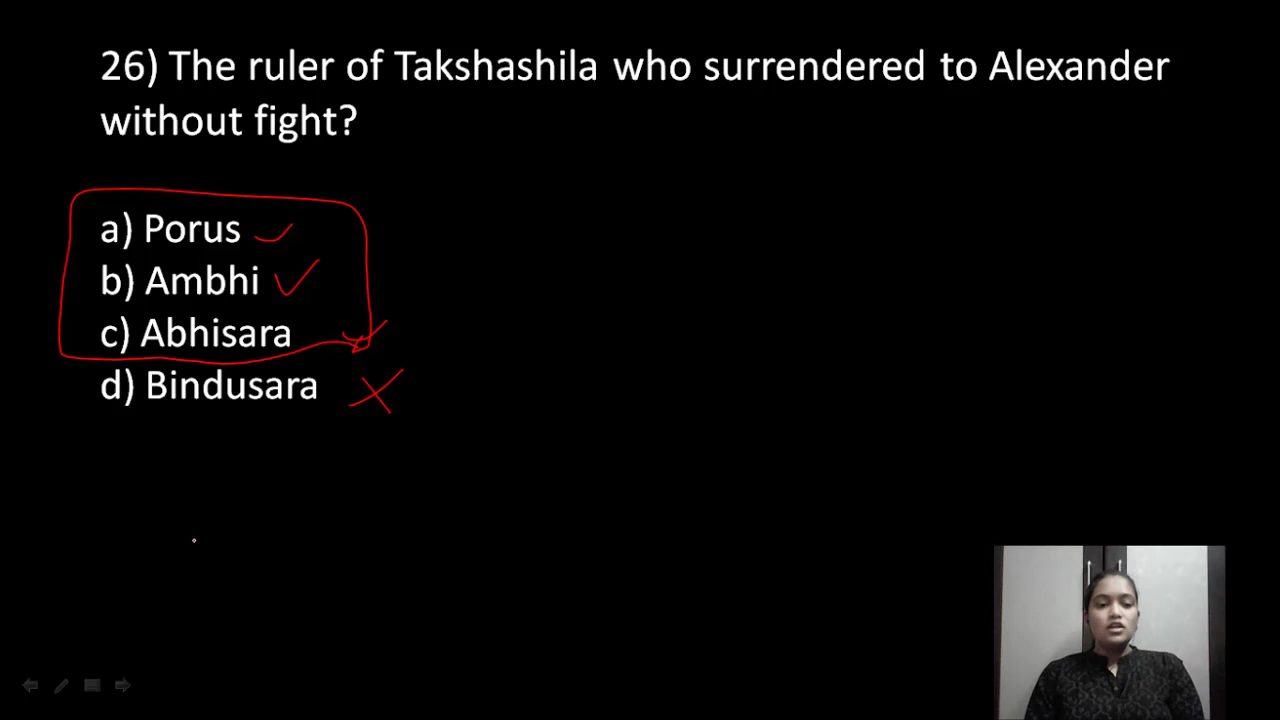 26) The ruler of Takshashila who surrendered to Alexander
without fight?
a) Porus
b) Ambhi
c) Abhisara
d) Bindusara